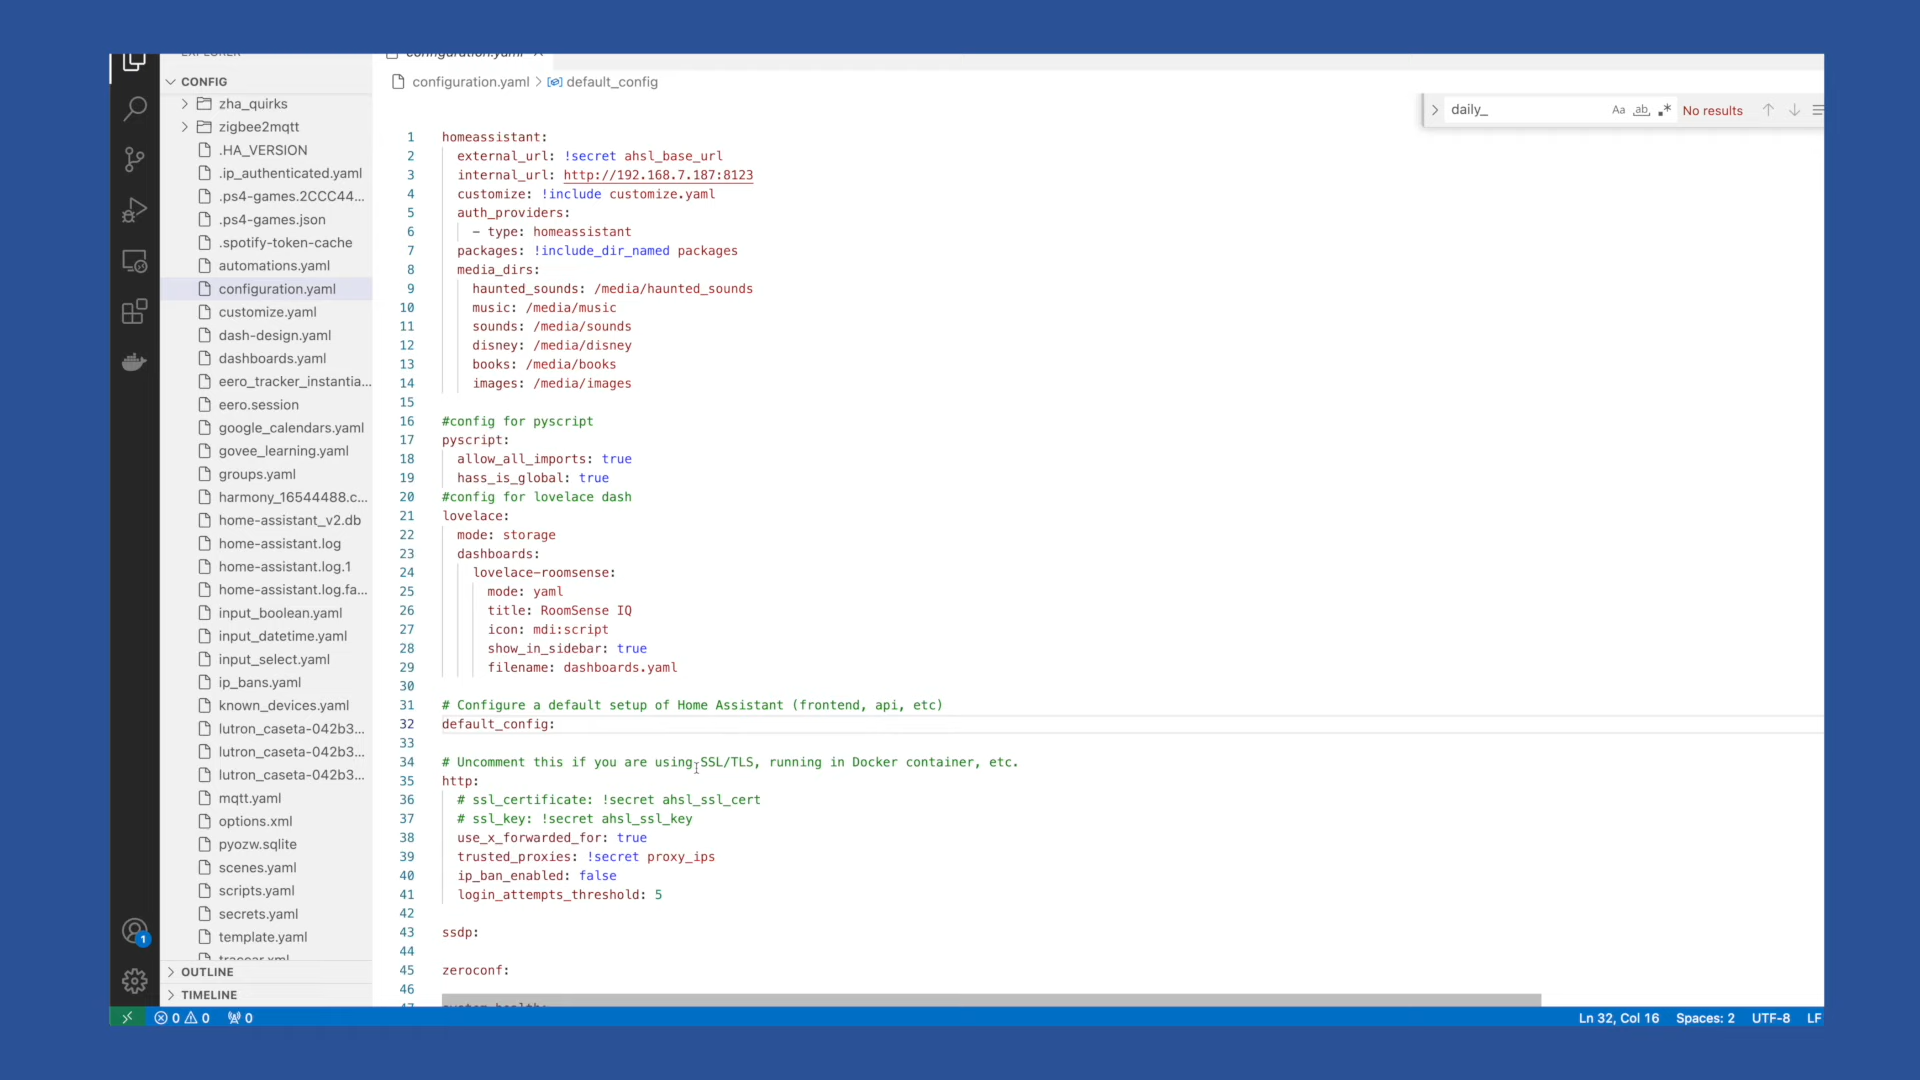 EXPLORER
configuration.yaml
CONFIG
zha_quirks
zigbee2mqtt
.HA_VERSION
.ip_authenticated.yaml
.ps4-games.2CCC44...
.ps4-games.json
.spotify-token-cache
automations.yaml
configuration.yaml
customize.yaml
dash-design.yaml
dashboards.yaml
eero_tracker_instantia...
eero.session
google_calendars.yaml
govee_learning.yaml
groups.yaml
harmony_16544488.c...
home-assistant_v2.db
home-assistant.log
home-assistant.log.1
home-assistant.log.fa...
input_boolean.yaml
input_datetime.yaml
input_select.yaml
ip_bans.yaml
known_devices.yaml
lutron_caseta-042b3...
lutron_caseta-042b3...
lutron_caseta-042b3...
mqtt.yaml
options.xml
pyozw.sqlite
scenes.yaml
scripts.yaml
secrets.yaml
template.yaml
OUTLINE
TIMELINE
configuration.yaml > default_config
daily_ Aa ab .* No results
1 homeassistant:
2 external_url: !secret ahsl_base_url
3 internal_url: http://192.168.7.187:8123
4 customize: !include customize.yaml
5 auth_providers:
6 - type: homeassistant
7 packages: !include_dir_named packages
8 media_dirs:
9 haunted_sounds: /media/haunted_sounds
10 music: /media/music
11 sounds: /media/sounds
12 disney: /media/disney
13 books: /media/books
14 images: /media/images
15
16 #config for pyscript
17 pyscript:
18 allow_all_imports: true
19 hass_is_global: true
20 #config for lovelace dash
21 lovelace:
22 mode: storage
23 dashboards:
24 lovelace-roomsense:
25 mode: yaml
26 title: RoomSense IQ
27 icon: mdi:script
28 show_in_sidebar: true
29 filename: dashboards.yaml
30
31 # Configure a default setup of Home Assistant (frontend, api, etc)
32 default_config:
33
34 # Uncomment this if you are using SSL/TLS, running in Docker container, etc.
35 http:
36 # ssl_certificate: !secret ahsl_ssl_cert
37 # ssl_key: !secret ahsl_ssl_key
38 use_x_forwarded_for: true
39 trusted_proxies: !secret proxy_ips
40 ip_ban_enabled: false
41 login_attempts_threshold: 5
42
43 ssdp:
44
45 zeroconf:
46
47
1
0 0 0 Ln 32, Col 16 Spaces: 2 UTF-8 LF